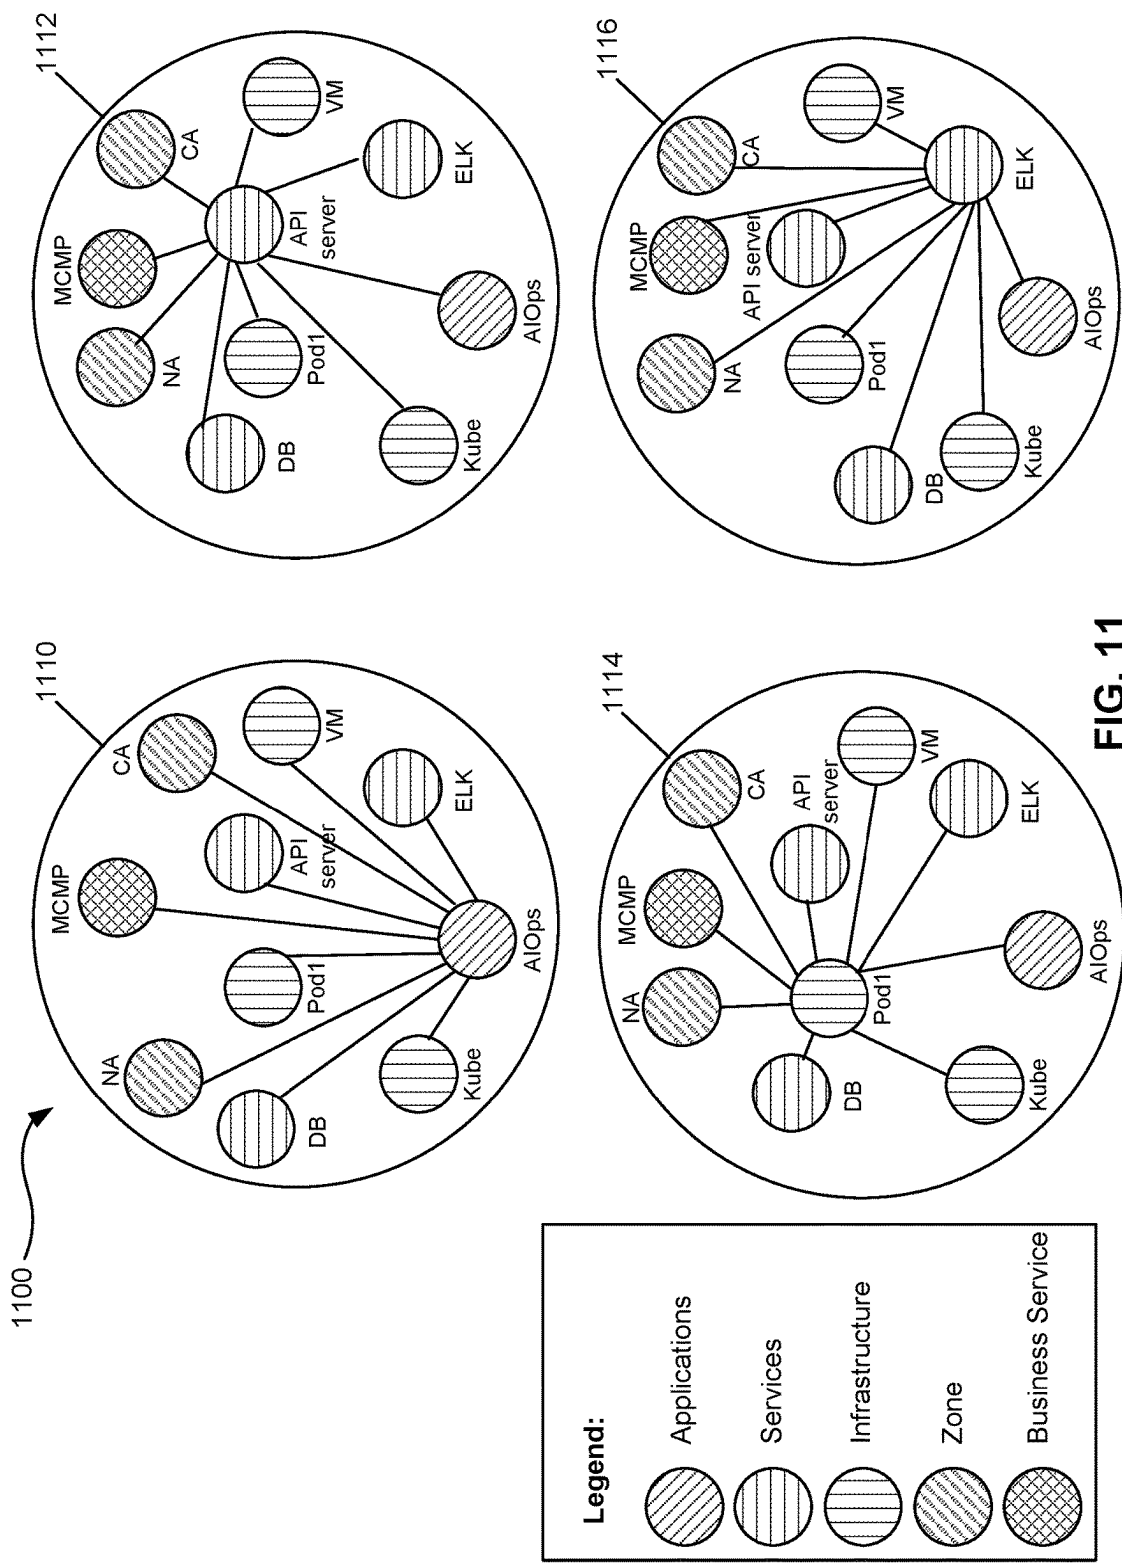 1100
1110
NA
MCMP
CA
DB
Pod1
API
server
VM
Kube
ELK
AIOps
1112
NA
MCMP
CA
DB
Pod1
API
server
VM
Kube
ELK
AIOps
Legend:
Applications
Services
Infrastructure
Zone
Business Service
1114
NA
MCMP
CA
DB
Pod1
API
server
VM
Kube
ELK
AIOps
1116
NA
MCMP
CA
API server
VM
Pod1
DB
Kube
ELK
AIOps
FIG. 11